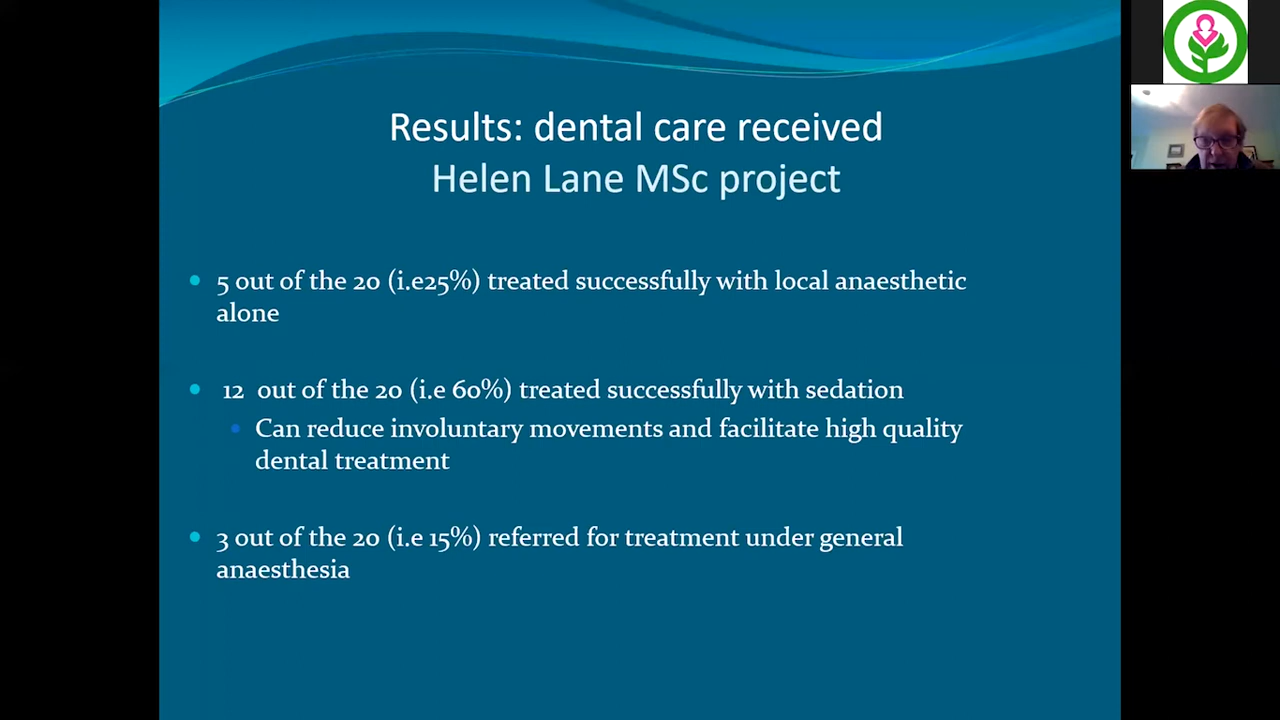 Results: dental care received
Helen Lane MSc project
5 out of the 20 (i.e25%) treated successfully with local anaesthetic
alone
12 out of the 20 (i.e 60%) treated successfully with sedation
Can reduce involuntary movements and facilitate high quality
dental treatment
3 out of the 20 (i.e 15%) referred for treatment under general
anaesthesia